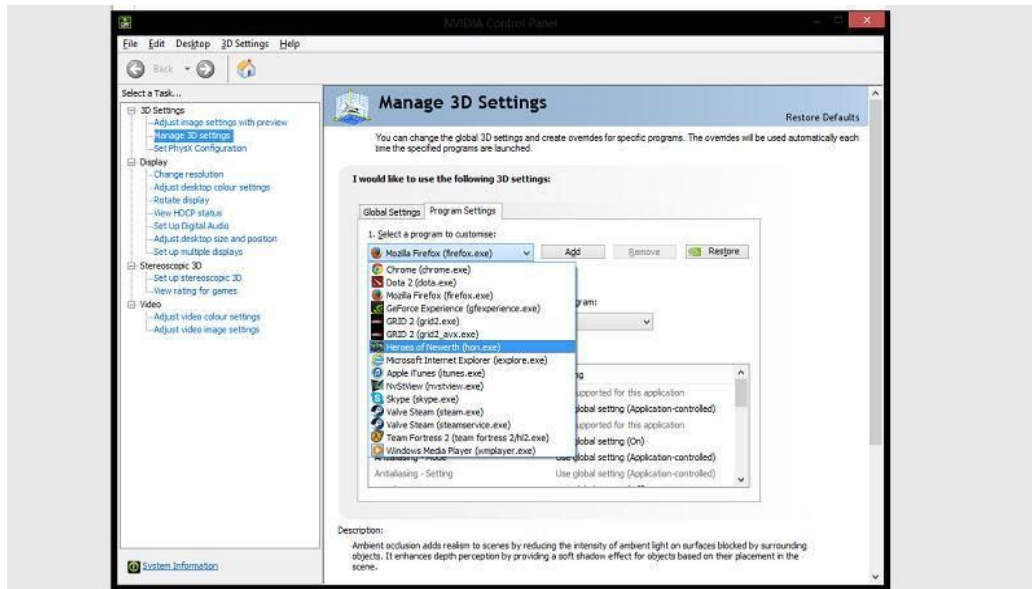 NVIDIA Control Panel
File Edit Desktop 3D Settings Help
Back
Select a Task...
3D Settings
Adjust image settings with preview
Manage 3D settings
Set PhysX Configuration
Display
Change resolution
Adjust desktop colour settings
Rotate display
View HDCP status
Set Up Digital Audio
Adjust desktop size and position
Set up multiple displays
Stereoscopic 3D
Set up stereoscopic 3D
View rating for games
Video
Adjust video colour settings
Adjust video image settings
System Information
Manage 3D Settings
Restore Defaults
You can change the global 3D settings and create overrides for specific programs. The overrides will be used automatically each
time the specified programs are launched.
I would like to use the following 3D settings:
Global Settings Program Settings
1. Select a program to customise:
Mozilla Firefox (firefox.exe) Add Remove Restore
Chrome (chrome.exe)
Dota 2 (dota.exe)
Mozilla Firefox (firefox.exe)
GeForce Experience (gfexperience.exe)
gram:
GRID 2 (grid2.exe)
GRID 2 (grid2_avx.exe)
Heroes of Newerth (hon.exe)
Microsoft Internet Explorer (iexplore.exe)
Apple iTunes (itunes.exe)
NvStView (nvstview.exe)
Skype (skype.exe)
Valve Steam (steam.exe)
Valve Steam (steamservice.exe)
Team Fortress 2 (team fortress 2/hl2.exe)
Windows Media Player (wmplayer.exe)
ng
upported for this application
global setting (Application-controlled)
upported for this application
global setting (On)
Antialiasing - Mode Use global setting (Application-controlled)
Antialiasing - Setting Use global setting (Application-controlled)
Description:
Ambient occlusion adds realism to scenes by reducing the intensity of ambient light on surfaces blocked by surrounding
objects. It enhances depth perception by providing a soft shadow effect for objects based on their placement in the
scene.